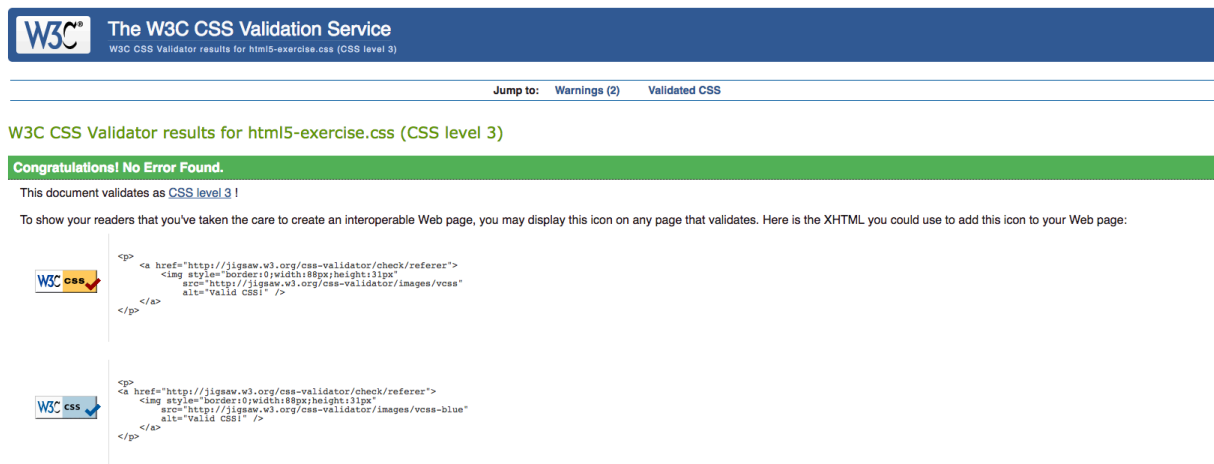 W3C® The W3C CSS Validation Service
W3C CSS Validator results for html5-exercise.css (CSS level 3)
Jump to: Warnings (2) Validated CSS
W3C CSS Validator results for html5-exercise.css (CSS level 3)
Congratulations! No Error Found.
This document validates as CSS level 3 !
To show your readers that you've taken the care to create an interoperable Web page, you may display this icon on any page that validates. Here is the XHTML you could use to add this icon to your Web page:
W3C css
<p>
<a href="http://jigsaw.w3.org/css-validator/check/referer">
<img style="border:0;width:88px;height:31px"
src="http://jigsaw.w3.org/css-validator/images/vcss"
alt="Valid CSS!" />
</a>
</p>
W3C css
<p>
<a href="http://jigsaw.w3.org/css-validator/check/referer">
<img style="border:0;width:88px;height:31px"
src="http://jigsaw.w3.org/css-validator/images/vcss-blue"
alt="Valid CSS!" />
</a>
</p>